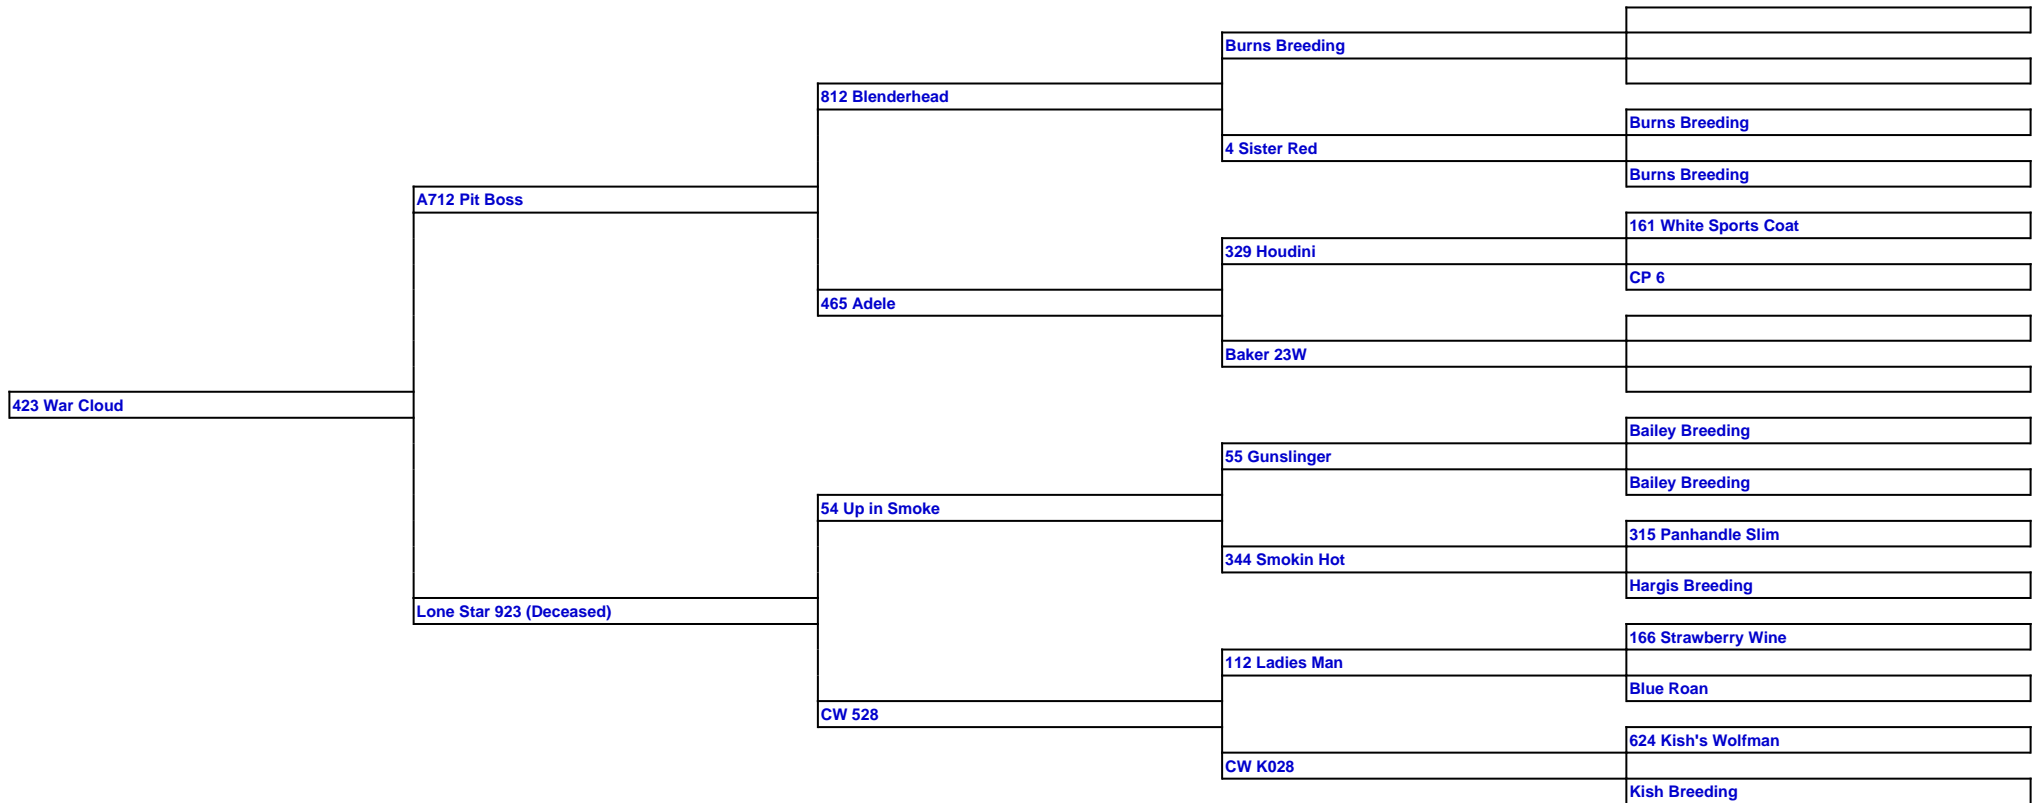 Burns Breeding
812 Blenderhead
Burns Breeding
4 Sister Red
Burns Breeding
A712 Pit Boss
161 White Sports Coat
329 Houdini
CP 6
465 Adele
Baker 23W
423 War Cloud
Bailey Breeding
55 Gunslinger
Bailey Breeding
54 Up in Smoke
315 Panhandle Slim
344 Smokin Hot
Hargis Breeding
Lone Star 923 (Deceased)
166 Strawberry Wine
112 Ladies Man
Blue Roan
CW 528
624 Kish's Wolfman
CW K028
Kish Breeding